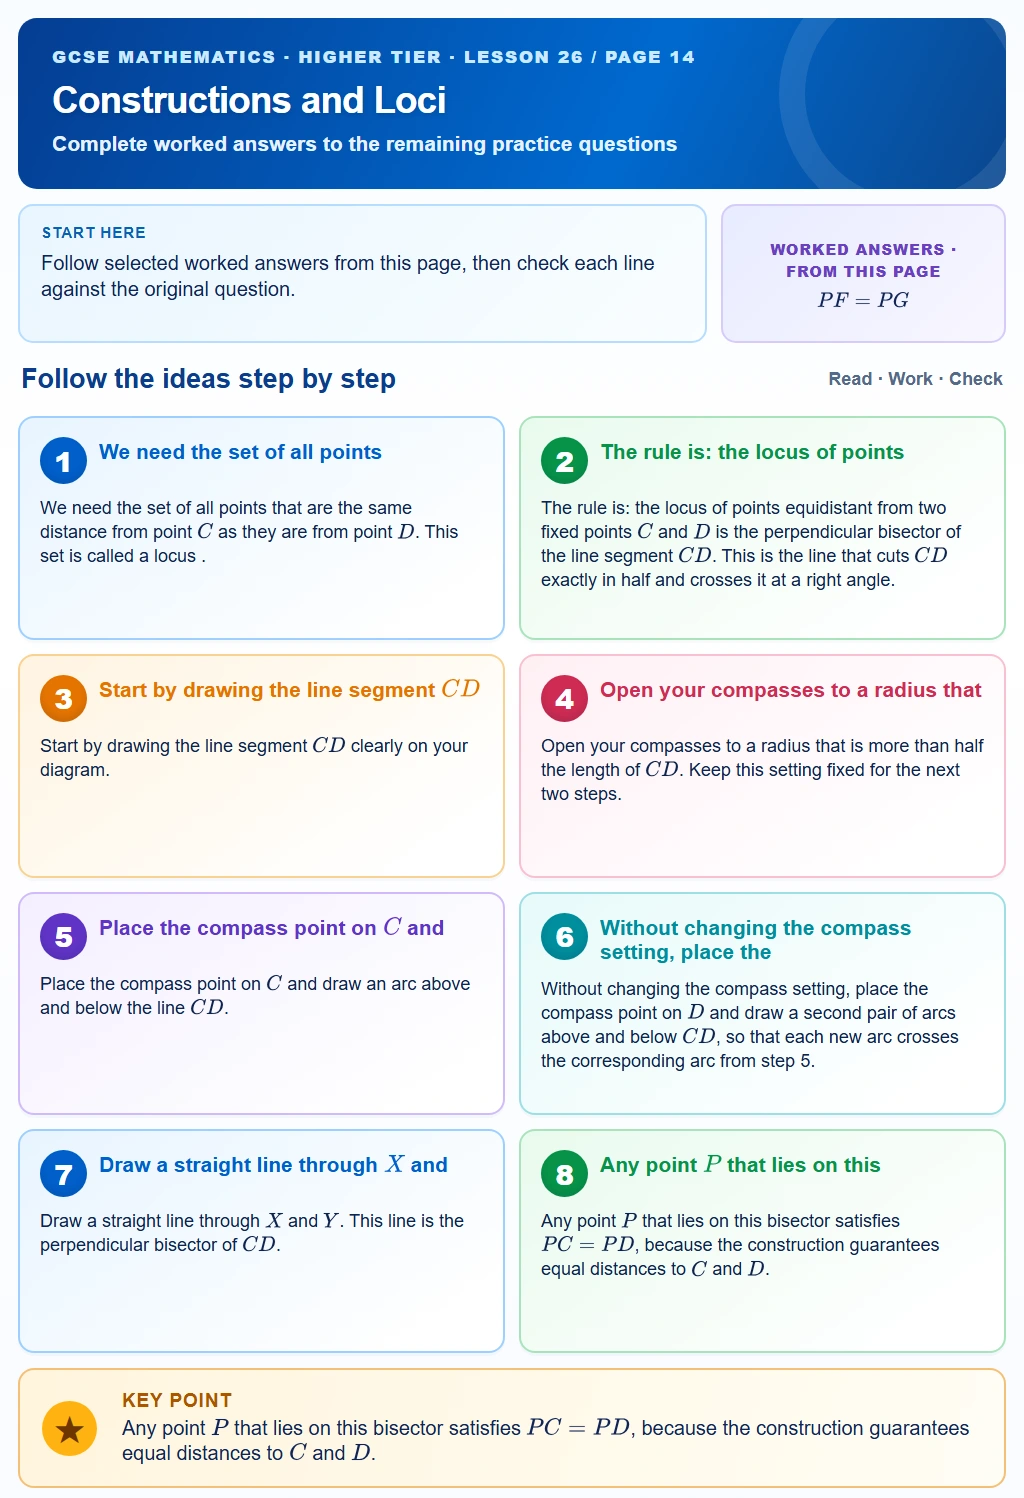 GCSE MATHEMATICS · HIGHER TIER · LESSON 26 / PAGE 14
Constructions and Loci
Complete worked answers to the remaining practice questions
START HERE
Follow selected worked answers from this page, then check each line
against the original question.
WORKED ANSWERS ·
FROM THIS PAGE
PF = PG
Follow the ideas step by step
Read · Work · Check
1
We need the set of all points
We need the set of all points that are the same
distance from point C as they are from point D. This
set is called a locus .
2
The rule is: the locus of points
The rule is: the locus of points equidistant from two
fixed points C and D is the perpendicular bisector of
the line segment CD. This is the line that cuts CD
exactly in half and crosses it at a right angle.
3
Start by drawing the line segment CD
Start by drawing the line segment CD clearly on your
diagram.
4
Open your compasses to a radius that
Open your compasses to a radius that is more than half
the length of CD. Keep this setting fixed for the next
two steps.
5
Place the compass point on C and
Place the compass point on C and draw an arc above
and below the line CD.
6
Without changing the compass
setting, place the
Without changing the compass setting, place the
compass point on D and draw a second pair of arcs
above and below CD, so that each new arc crosses
the corresponding arc from step 5.
7
Draw a straight line through X and
Draw a straight line through X and Y. This line is the
perpendicular bisector of CD.
8
Any point P that lies on this
Any point P that lies on this bisector satisfies
PC = PD, because the construction guarantees
equal distances to C and D.
KEY POINT
Any point P that lies on this bisector satisfies PC = PD, because the construction guarantees
equal distances to C and D.